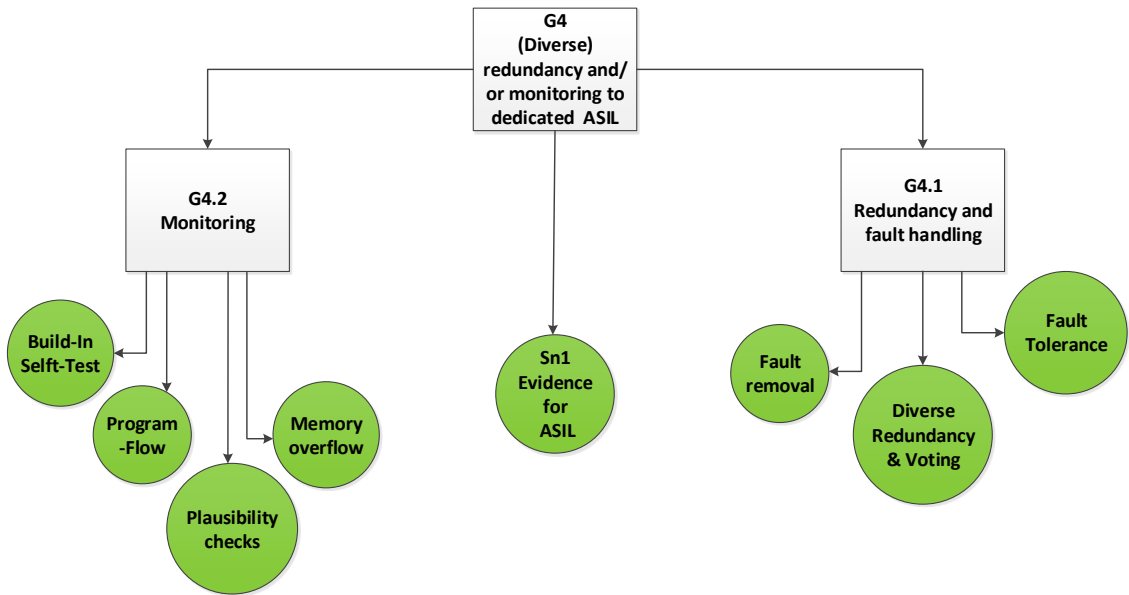 G4
(Diverse)
redundancy and/
or monitoring to
dedicated ASIL
G4.2
Monitoring
G4.1
Redundancy and
fault handling
Build-In
Selft-Test
Program
-Flow
Plausibility
checks
Memory
overflow
Sn1
Evidence
for
ASIL
Fault
removal
Diverse
Redundancy
& Voting
Fault
Tolerance